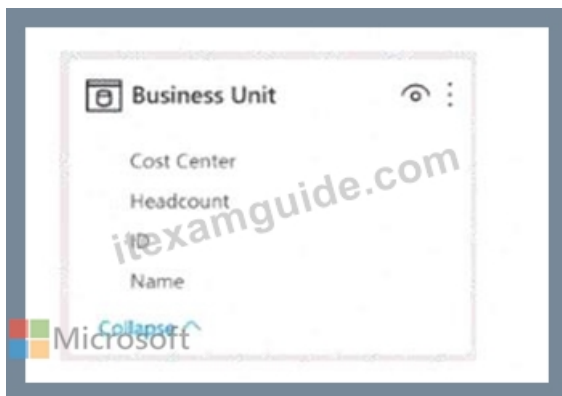 Business Unit
Cost Center
Headcount
ID
Name
Collapse
Microsoft
itexamguide.com